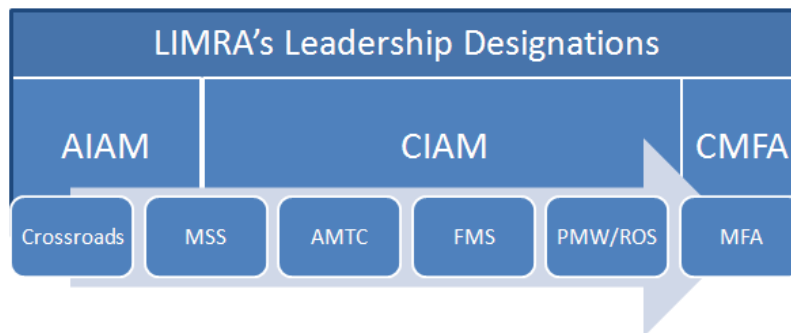 LIMRA's Leadership Designations
AIAM CIAM CMFA
Crossroads MSS AMTC FMS PMW/ROS MFA